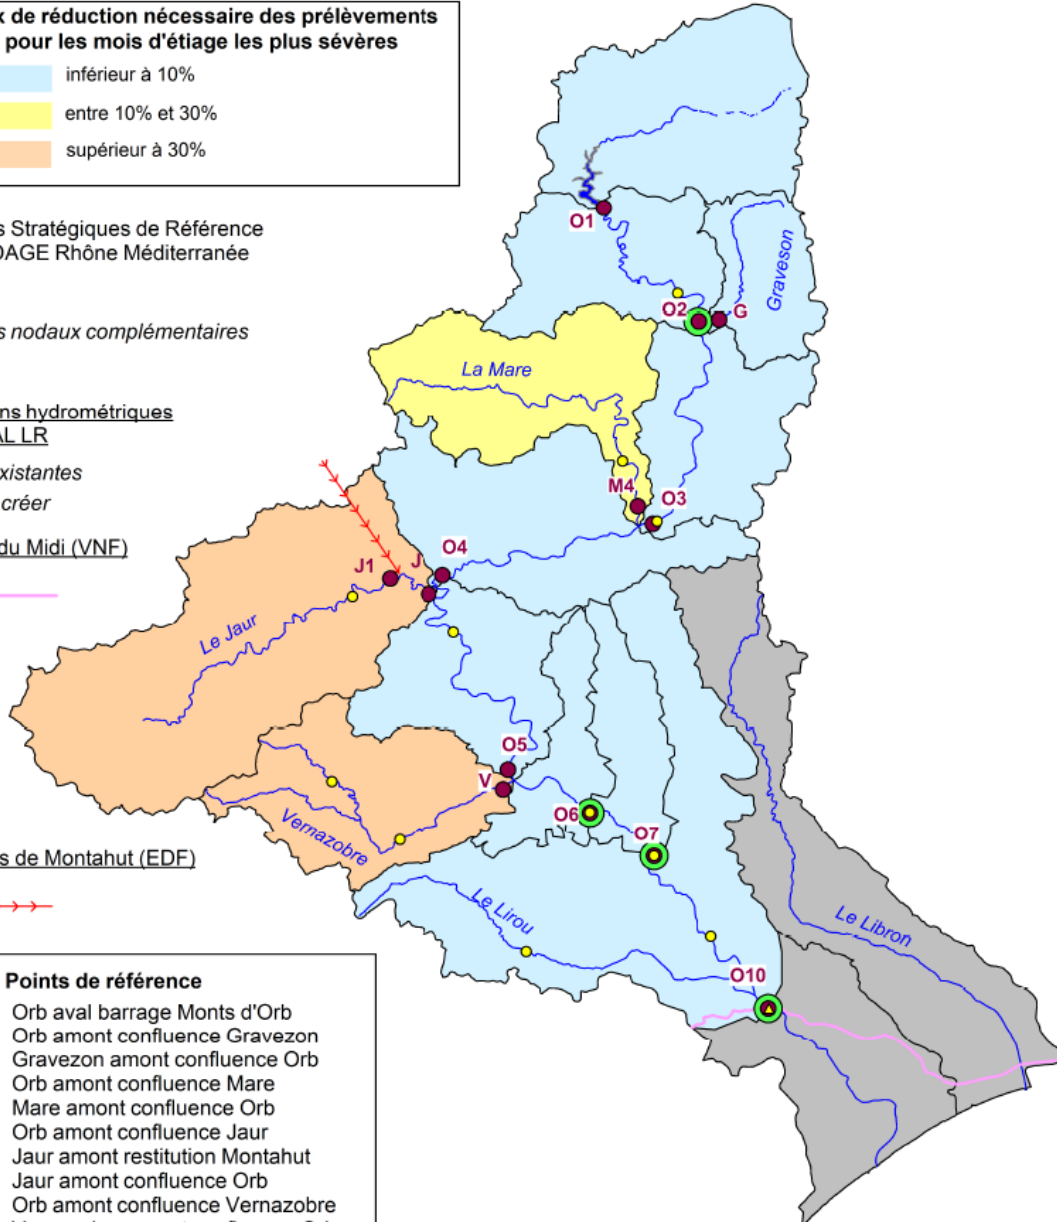 de réduction nécessaire des prélèvements
pour les mois d'étiage les plus sévères
inférieur à 10%
entre 10% et 30%
supérieur à 30%
s Stratégiques de Référence
DAGE Rhône Méditerranée
s nodaux complémentaires
ns hydrométriques
AL LR
xistantes
créer
du Midi (VNF)
s de Montahut (EDF)
Points de référence
Orb aval barrage Monts d'Orb
Orb amont confluence Gravezon
Gravezon amont confluence Orb
Orb amont confluence Mare
Mare amont confluence Orb
Orb amont confluence Jaur
Jaur amont restitution Montahut
Jaur amont confluence Orb
Orb amont confluence Vernazobre
O1
Graveson
O2
G
La Mare
M4
O3
O4
J1
J
Le Jaur
O5
V
Vernazobre
O6
O7
Le Lirou
Le Libron
O10